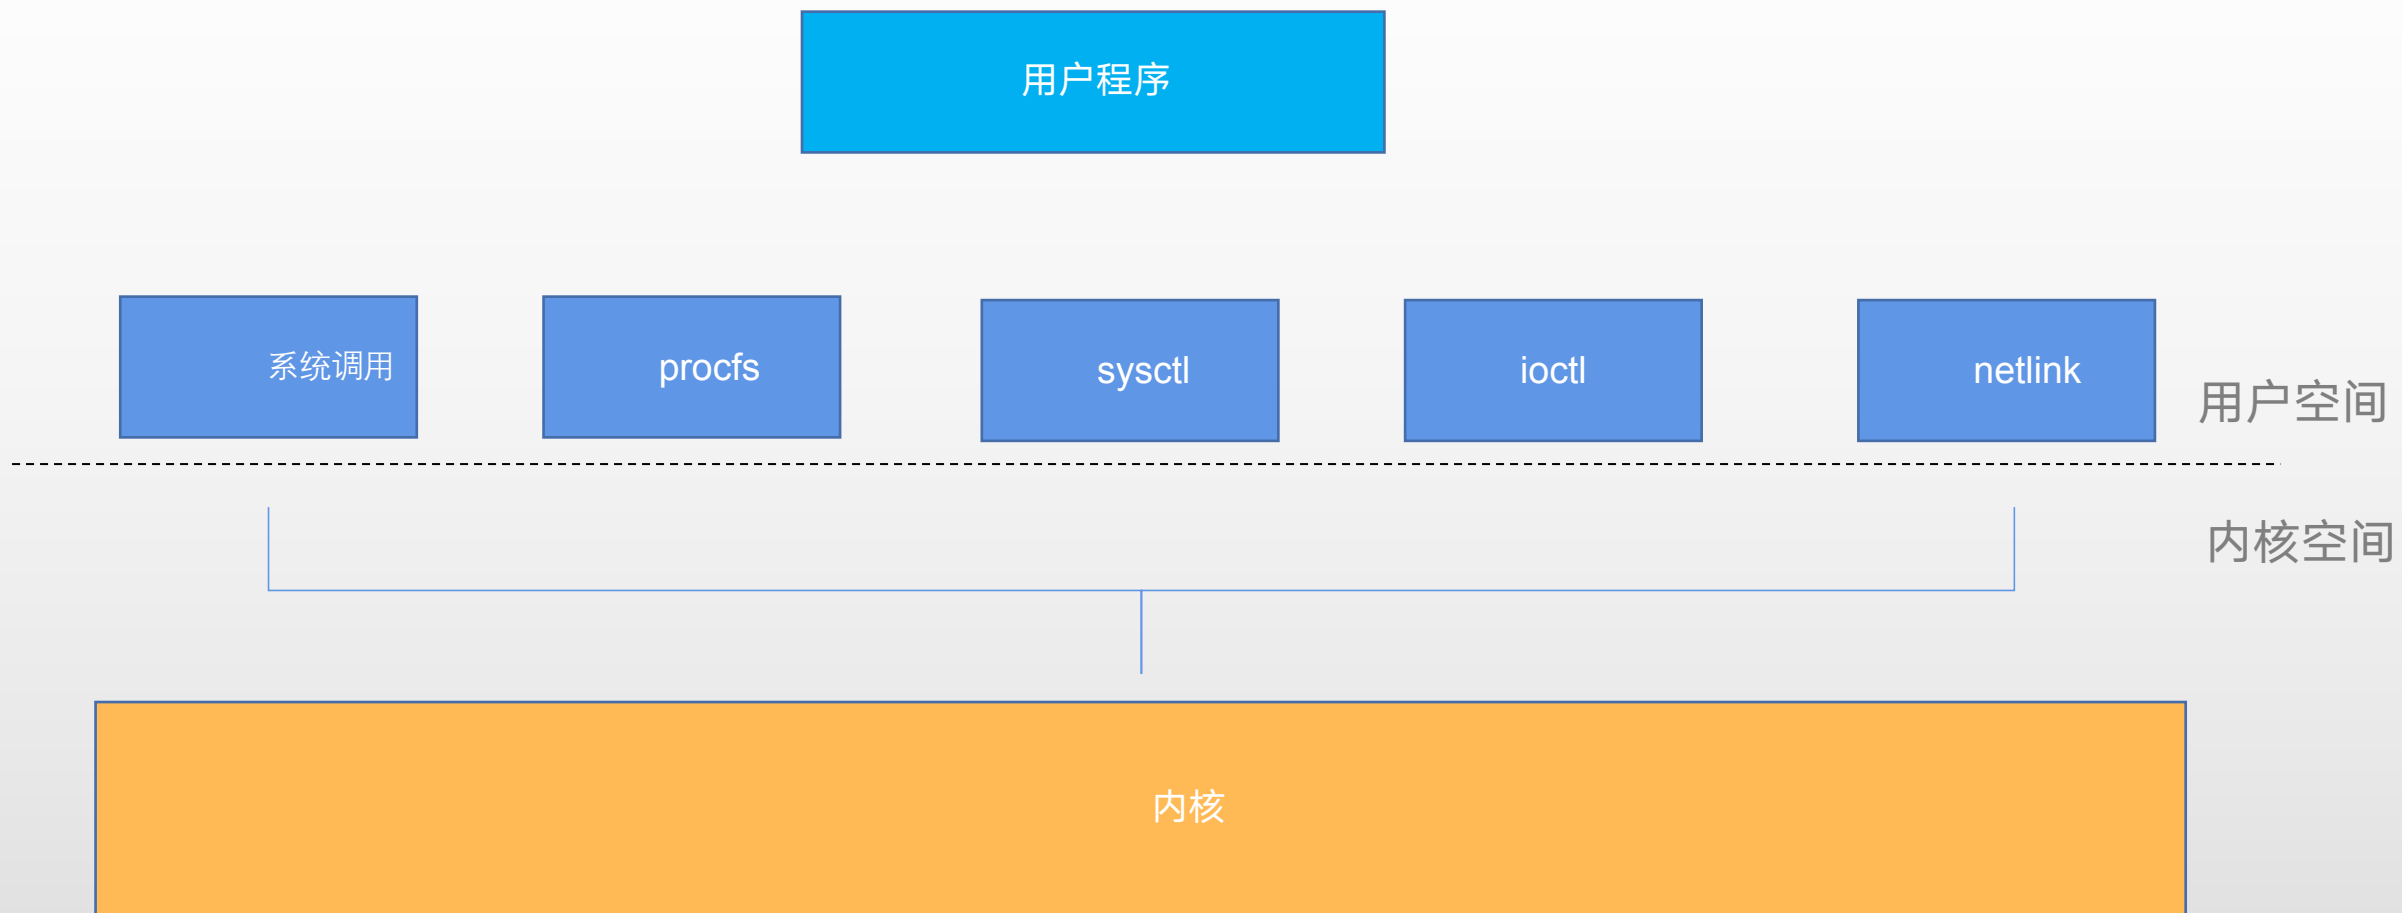 用户程序
系统调用
procfs
sysctl
ioctl
netlink
用户空间
内核空间
内核